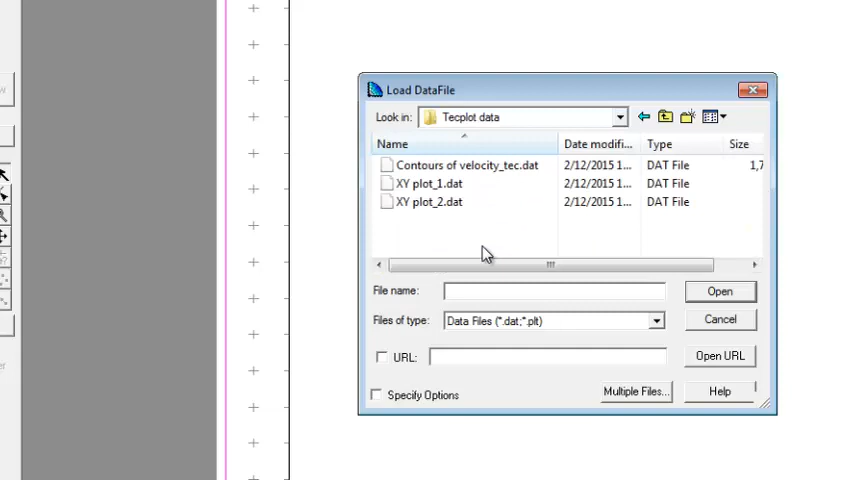 Load DataFile
Look in: Tecplot data
Name Date modifi... Type Size
Contours of velocity_tec.dat 2/12/2015 1... DAT File 1,7
XY plot_1.dat 2/12/2015 1... DAT File
XY plot_2.dat 2/12/2015 1... DAT File
File name: Open
Files of type: Data Files (*.dat;*.plt) Cancel
URL: Open URL
Specify Options Multiple Files... Help